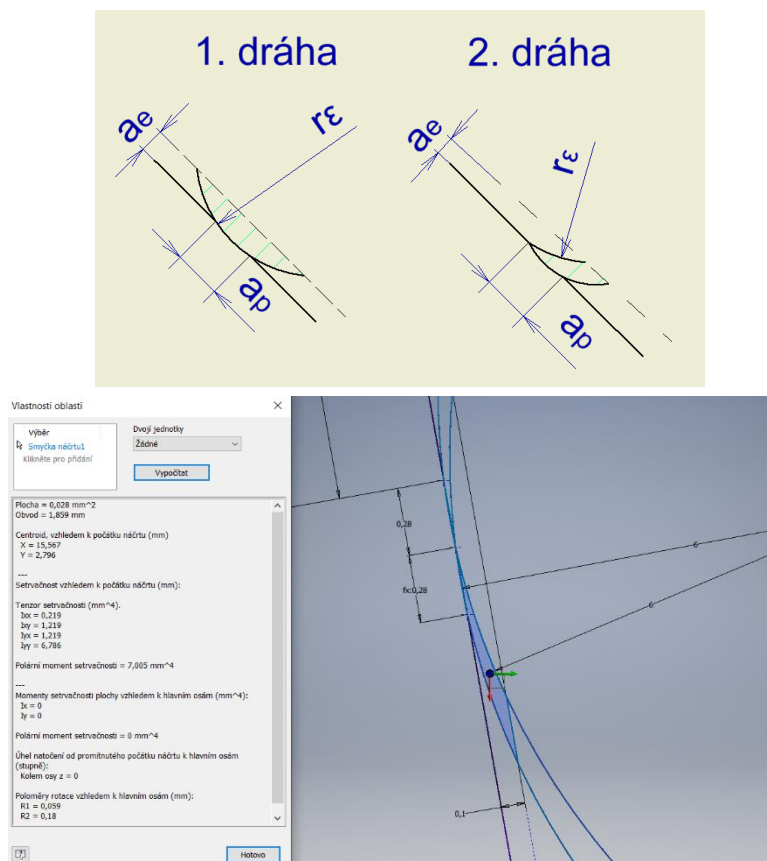 1. dráha
2. dráha
ae
rε
ap
ae
rε
ap
Vlastnosti oblastí
Výběr
Smyčka náčrtu1
Klikněte pro přidání
Dvojí jednotky
Žádné
Vypočítat
Plocha = 0,028 mm^2
Obvod = 1,859 mm
Centroid, vzhledem k počátku náčrtu (mm)
X = 15,567
Y = 2,796
---
Setrvačnost vzhledem k počátku náčrtu (mm):
Tenzor setrvačnosti (mm^4).
Ixx = 0,219
Ixy = 1,219
Iyx = 1,219
Iyy = 6,786
Polární moment setrvačnosti = 7,005 mm^4
---
Momenty setrvačnosti plochy vzhledem k hlavním osám (mm^4):
Ix = 0
Iy = 0
Polární moment setrvačnosti = 0 mm^4
Úhel natočení od promítnutého počátku náčrtu k hlavním osám
(stupně):
Kolem osy z = 0
Poloměry rotace vzhledem k hlavním osám (mm):
R1 = 0,059
R2 = 0,18
Hotovo
0,28
fx:0,28
6
6
0,1